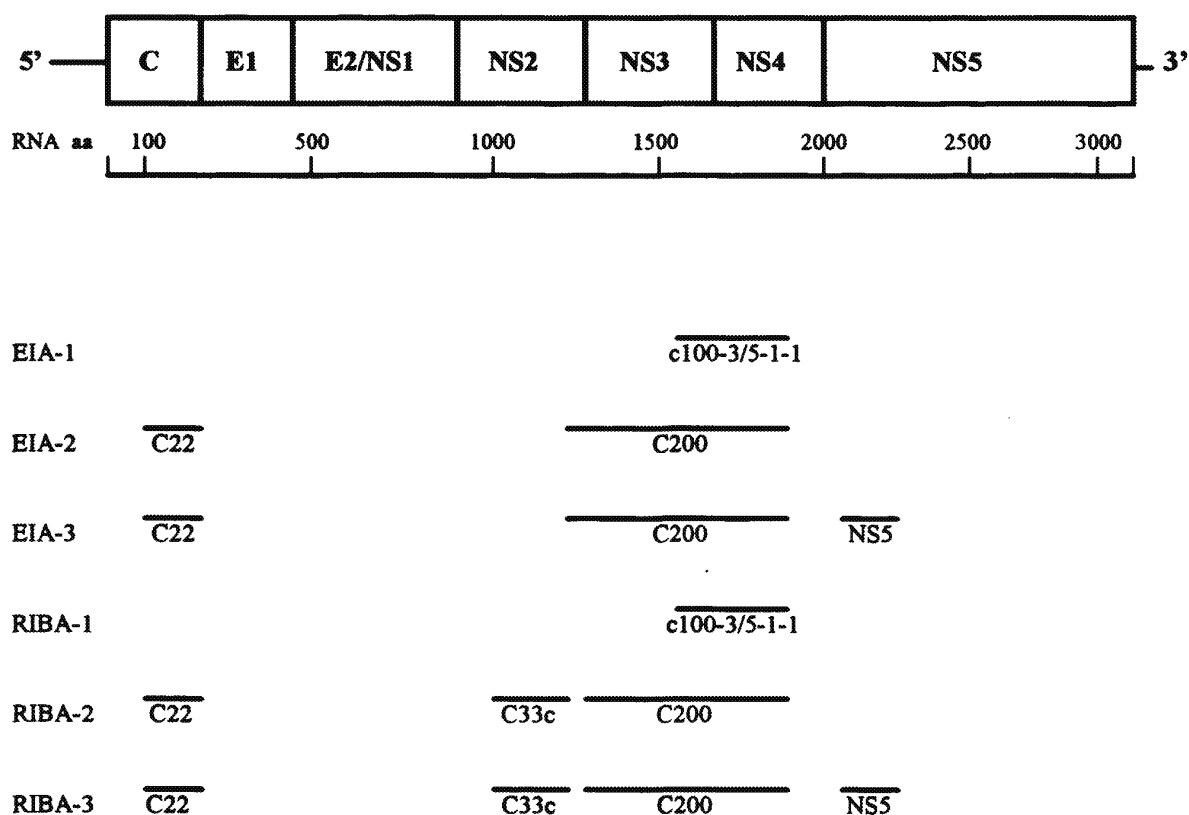 5' C E1 E2/NS1 NS2 NS3 NS4 NS5 3'
RNA aa 100 500 1000 1500 2000 2500 3000
EIA-1 c100-3/5-1-1
EIA-2 C22 C200
EIA-3 C22 C200 NS5
RIBA-1 c100-3/5-1-1
RIBA-2 C22 C33c C200
RIBA-3 C22 C33c C200 NS5